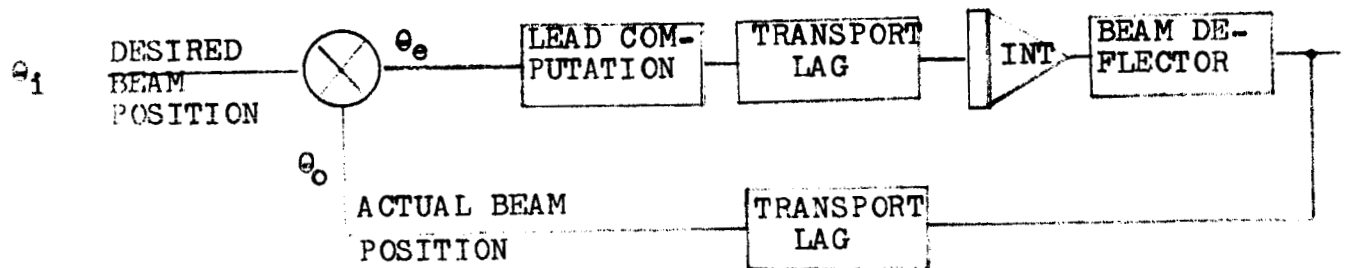 θi
DESIRED
BEAM
POSITION
θe
LEAD COM-
PUTATION
TRANSPORT
LAG
INT
BEAM DE-
FLECTOR
θo
ACTUAL BEAM
POSITION
TRANSPORT
LAG